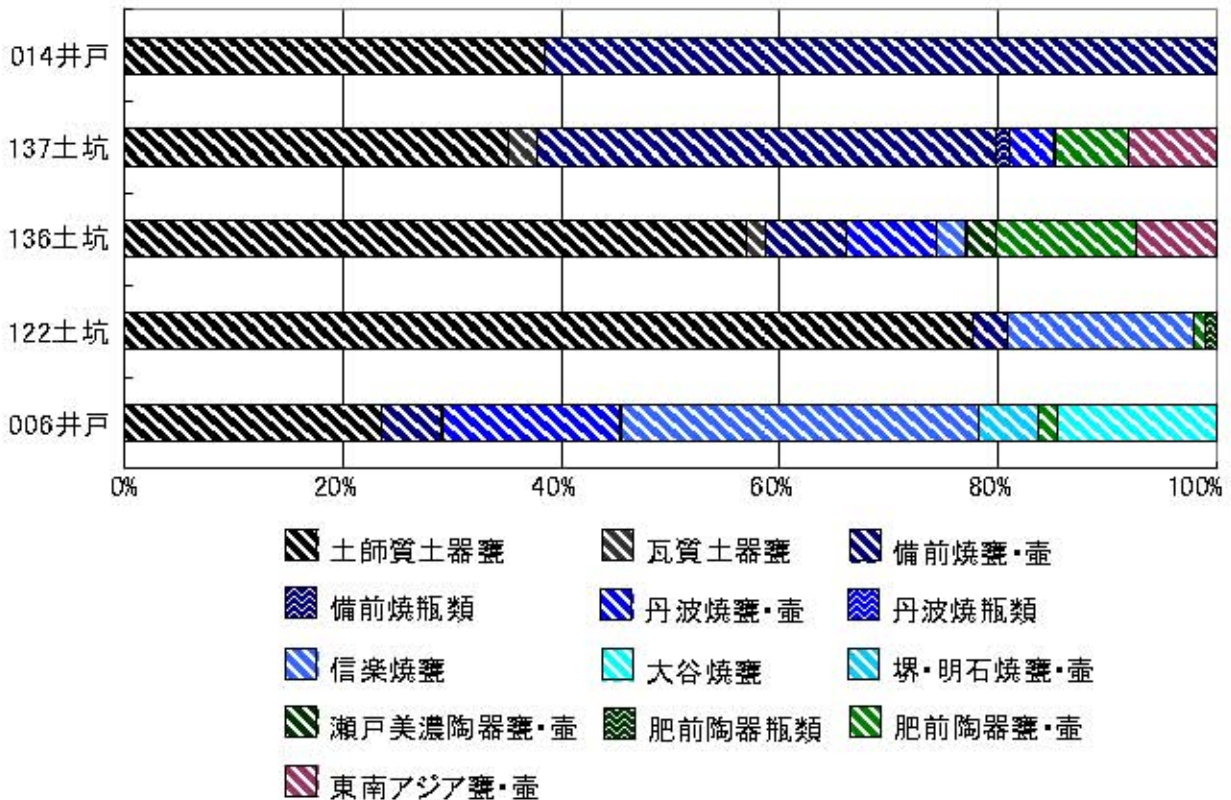 014井戸
137土坑
136土坑
122土坑
006井戸
0% 20% 40% 60% 80% 100%
土師質土器甕 瓦質土器甕 備前焼甕・壷
備前焼瓶類 丹波焼甕・壷 丹波焼瓶類
信楽焼甕 大谷焼甕 堺・明石焼甕・壷
瀬戸美濃陶器甕・壷 肥前陶器瓶類 肥前陶器甕・壷
東南アジア甕・壷